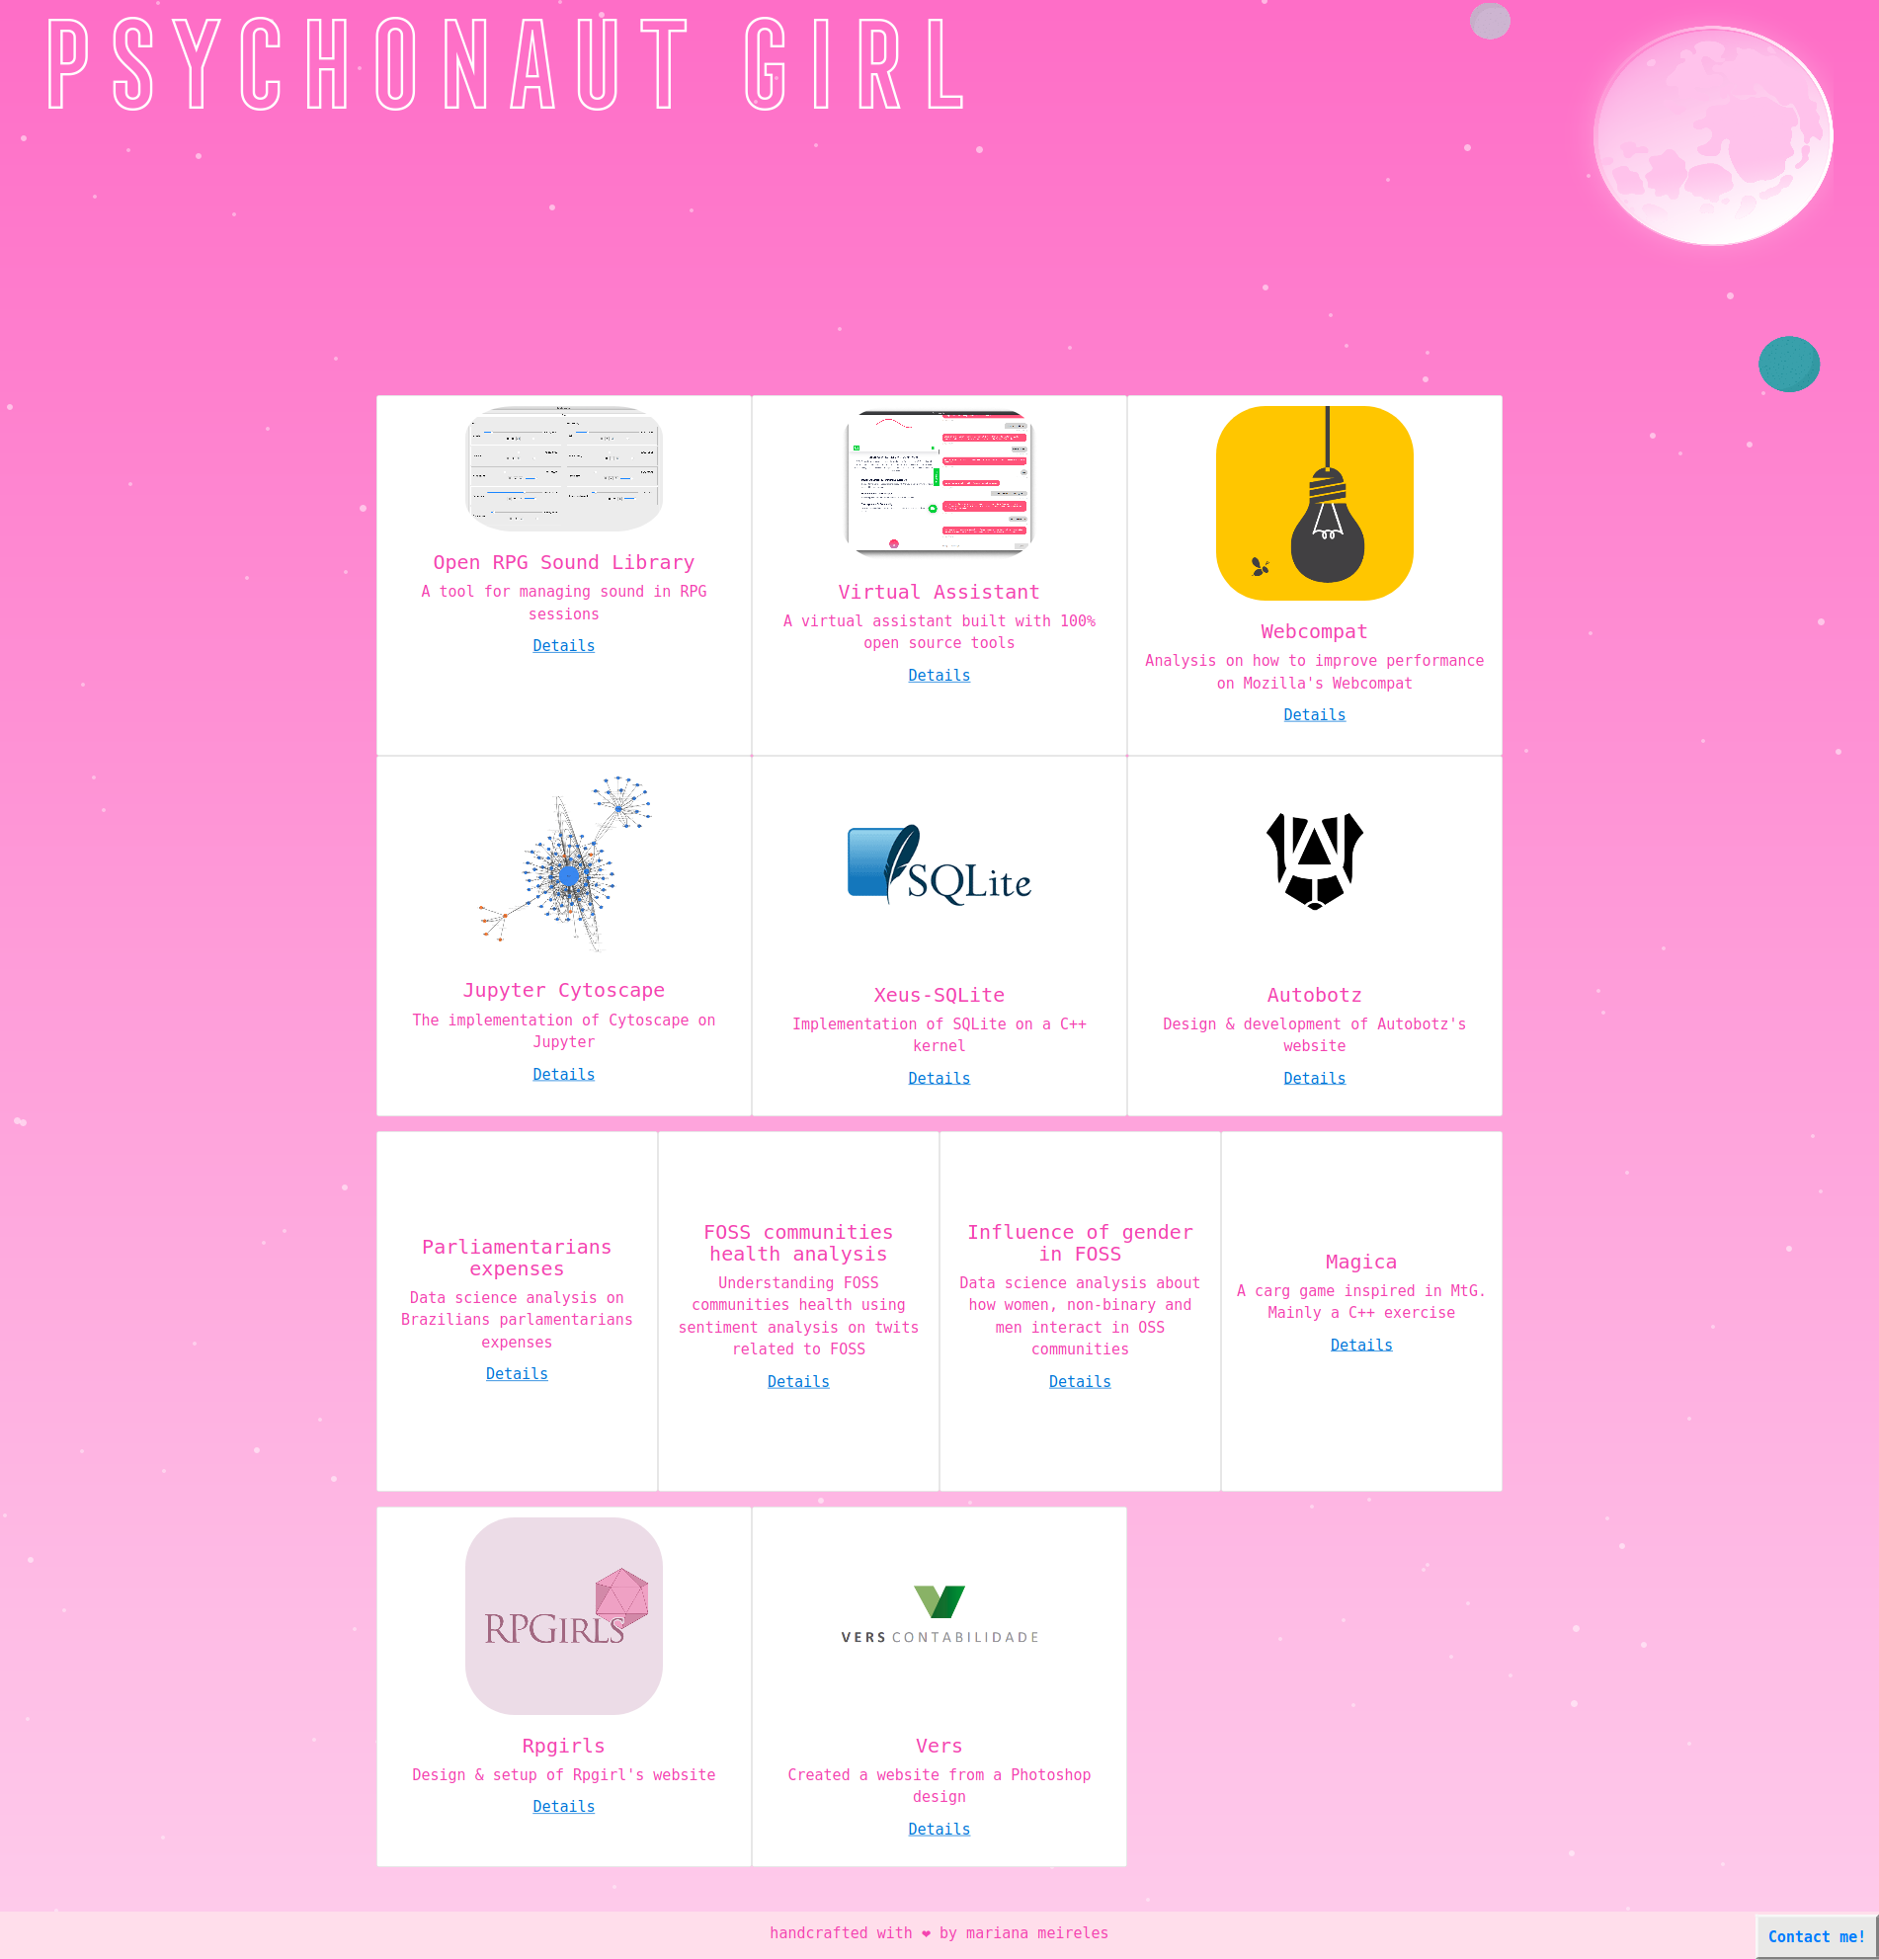 PSYCHONAUT GIRL
Open RPG Sound Library
A tool for managing sound in RPG
sessions
Details
Virtual Assistant
A virtual assistant built with 100%
open source tools
Details
Webcompat
Analysis on how to improve performance
on Mozilla's Webcompat
Details
Jupyter Cytoscape
The implementation of Cytoscape on
Jupyter
Details
SQLite
Xeus-SQLite
Implementation of SQLite on a C++
kernel
Details
Autobotz
Design & development of Autobotz's
website
Details
Parliamentarians
expenses
Data science analysis on
Brazilians parlamentarians
expenses
Details
FOSS communities
health analysis
Understanding FOSS
communities health using
sentiment analysis on twits
related to FOSS
Details
Influence of gender
in FOSS
Data science analysis about
how women, non-binary and
men interact in OSS
communities
Details
Magica
A carg game inspired in MtG.
Mainly a C++ exercise
Details
RPGIRLS
Rpgirls
Design & setup of Rpgirl's website
Details
VERS CONTABILIDADE
Vers
Created a website from a Photoshop
design
Details
handcrafted with ❤ by mariana meireles
Contact me!